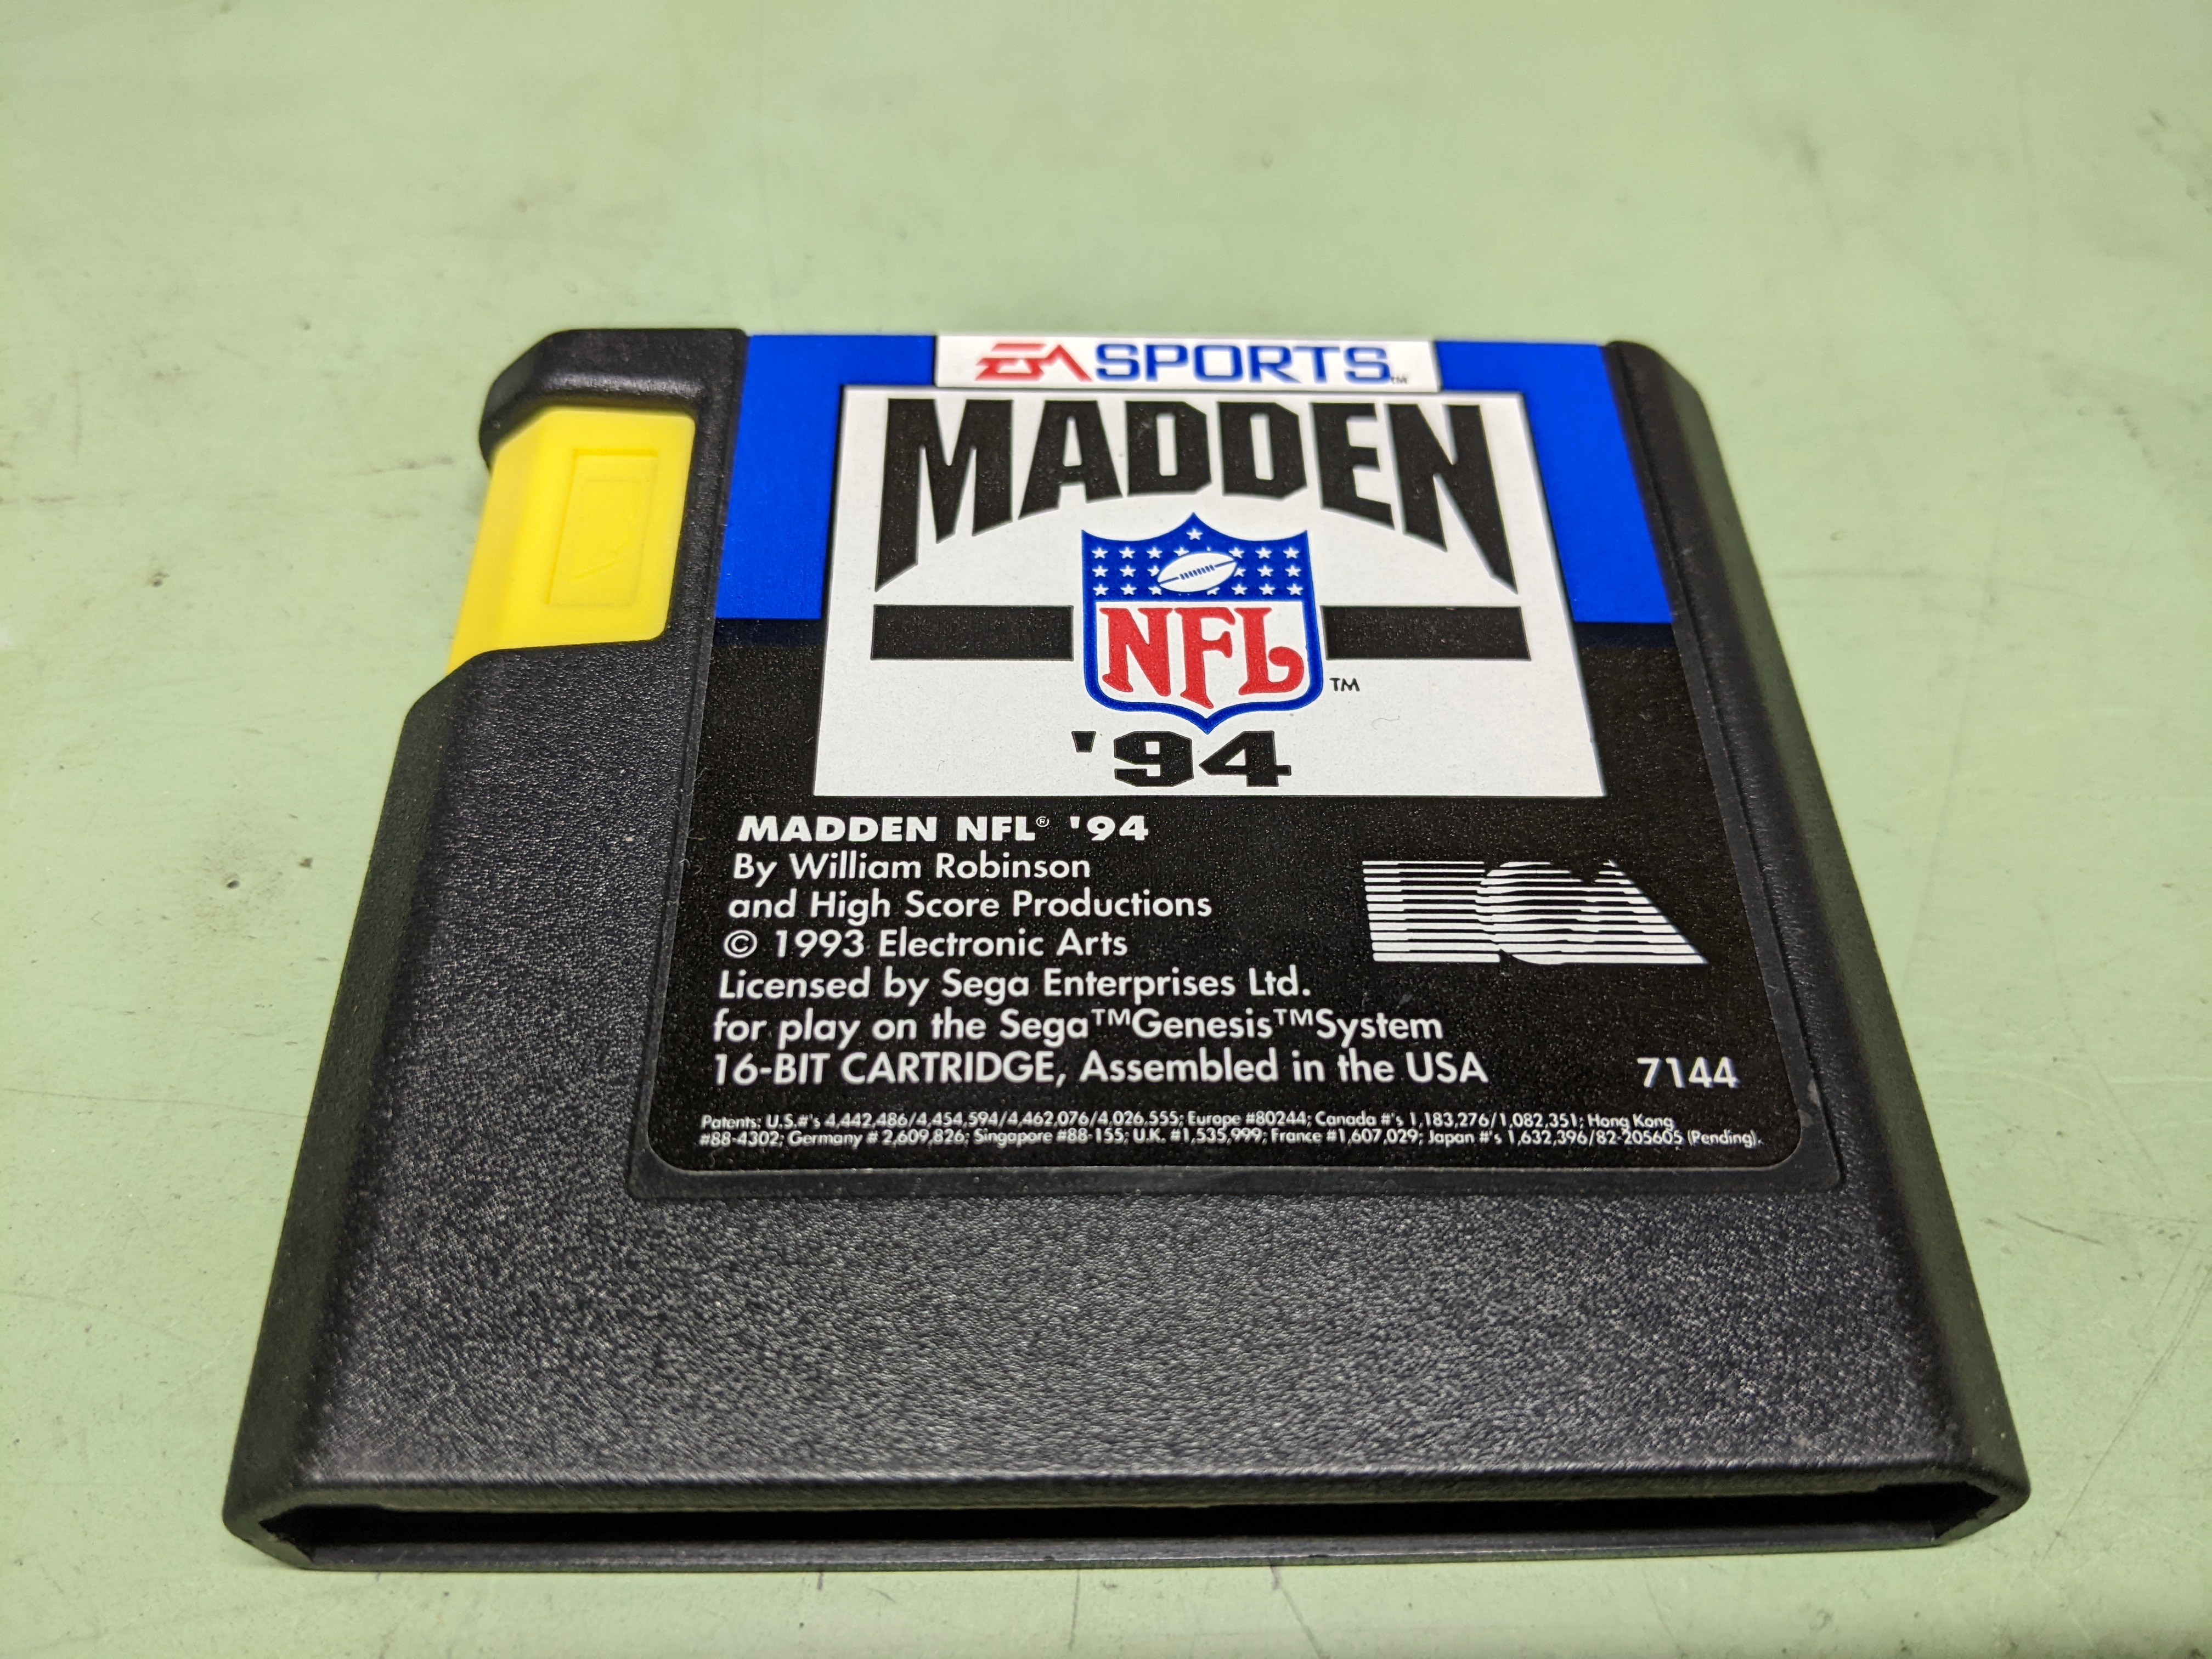 EA SPORTS™
MADDEN
NFL ™
'94
MADDEN NFL® '94
By William Robinson
and High Score Productions
© 1993 Electronic Arts
Licensed by Sega Enterprises Ltd.
for play on the Sega™Genesis™System
16-BIT CARTRIDGE, Assembled in the USA
EA
7144
Patents: U.S.#'s 4,442,486/4,454,594/4,462,076/4,026,555; Europe #80244; Canada #'s 1,183,276/1,082,351; Hong Kong
#88-4302; Germany # 2,609,826; Singapore #88-155; U.K. #1,535,999; France #1,607,029; Japan #'s 1,632,396/82-205605 (Pending).